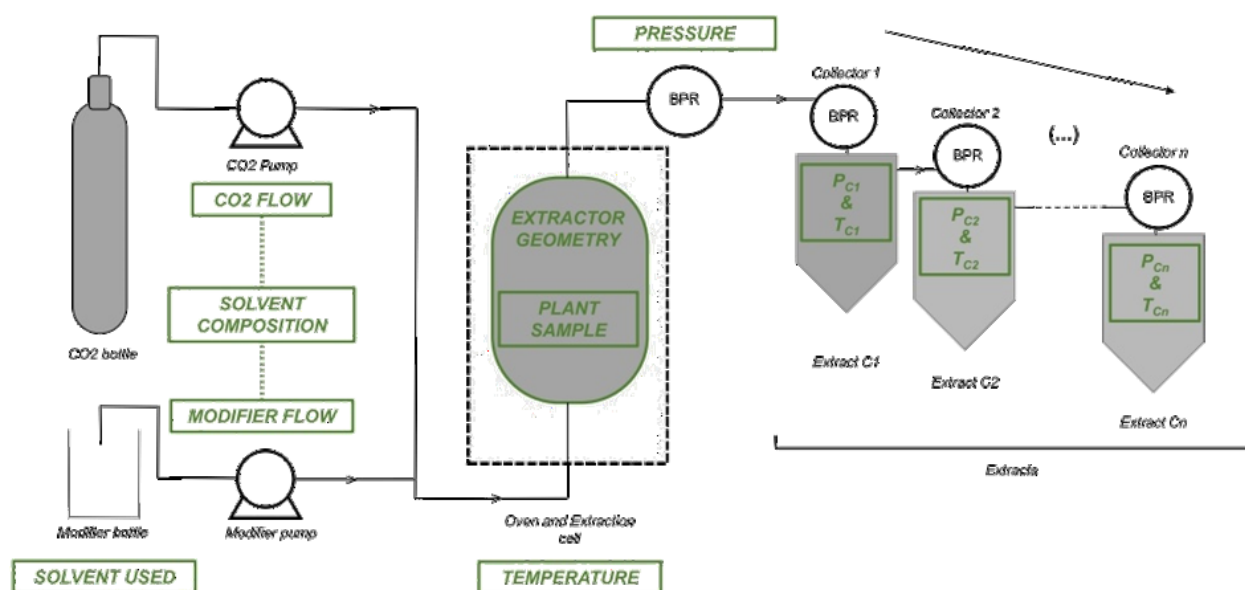 PRESSURE
Collector 1
BPR
BPR
Collector 2
BPR
(...)
Collector n
BPR
CO2 Pump
CO2 FLOW
SOLVENT
COMPOSITION
MODIFIER FLOW
CO2 bottle
EXTRACTOR
GEOMETRY
PLANT
SAMPLE
PC1
&
TC1
PC2
&
TC2
PCn
&
TCn
Extract C1
Extract C2
Extract Cn
Extracts
Modifier bottle
Modifier pump
Oven and Extraction
cell
SOLVENT USED
TEMPERATURE